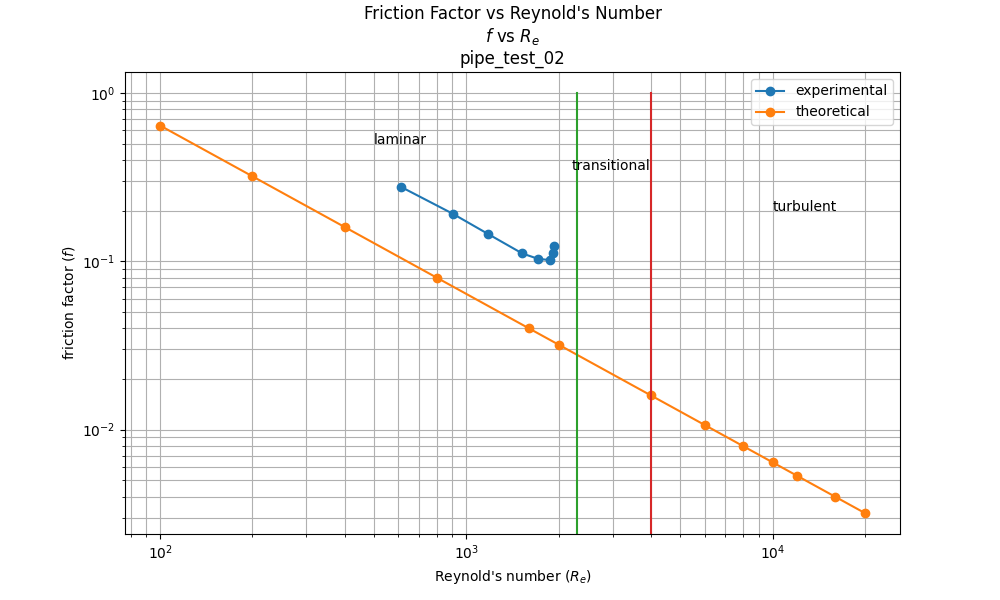 Friction Factor vs Reynold's Number
f vs Rₑ
pipe_test_02
experimental
theoretical
laminar
transitional
turbulent
friction factor (f)
10⁰
10⁻¹
10⁻²
10²
10³
10⁴
Reynold's number (Rₑ)